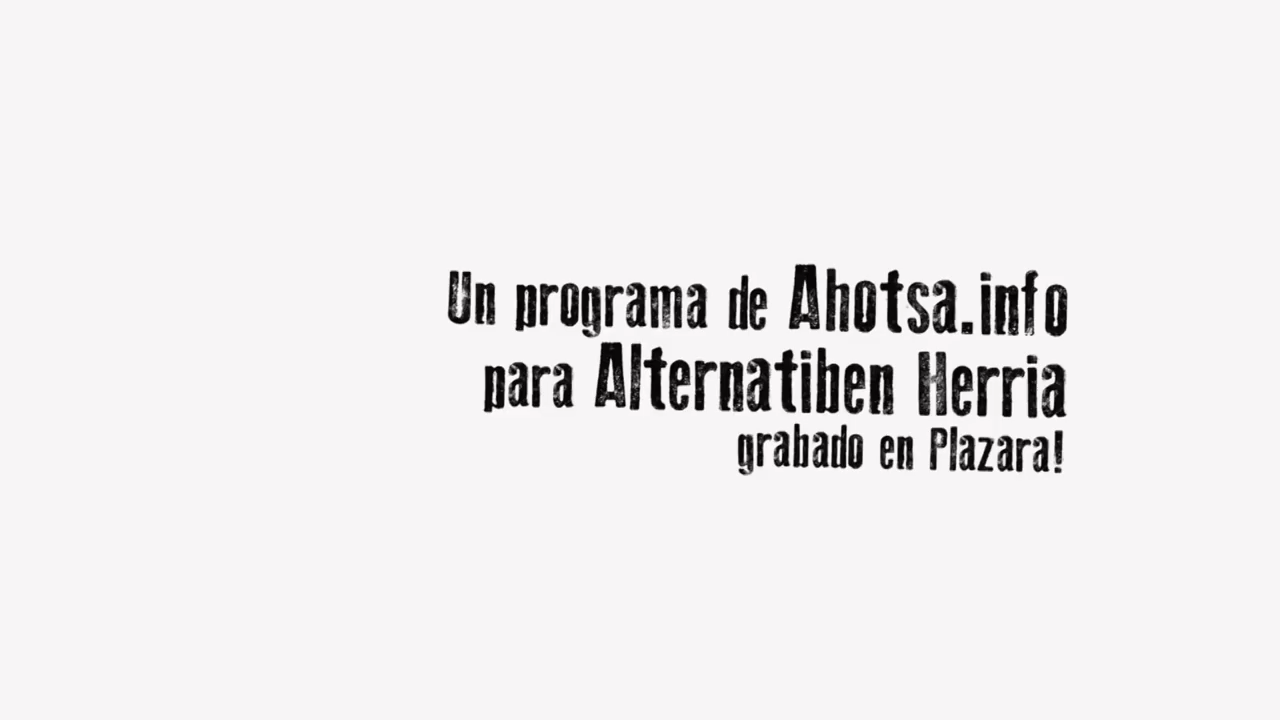 Un programa de Ahotsa.info
para Alternatiben Herria
grabado en Plazara!